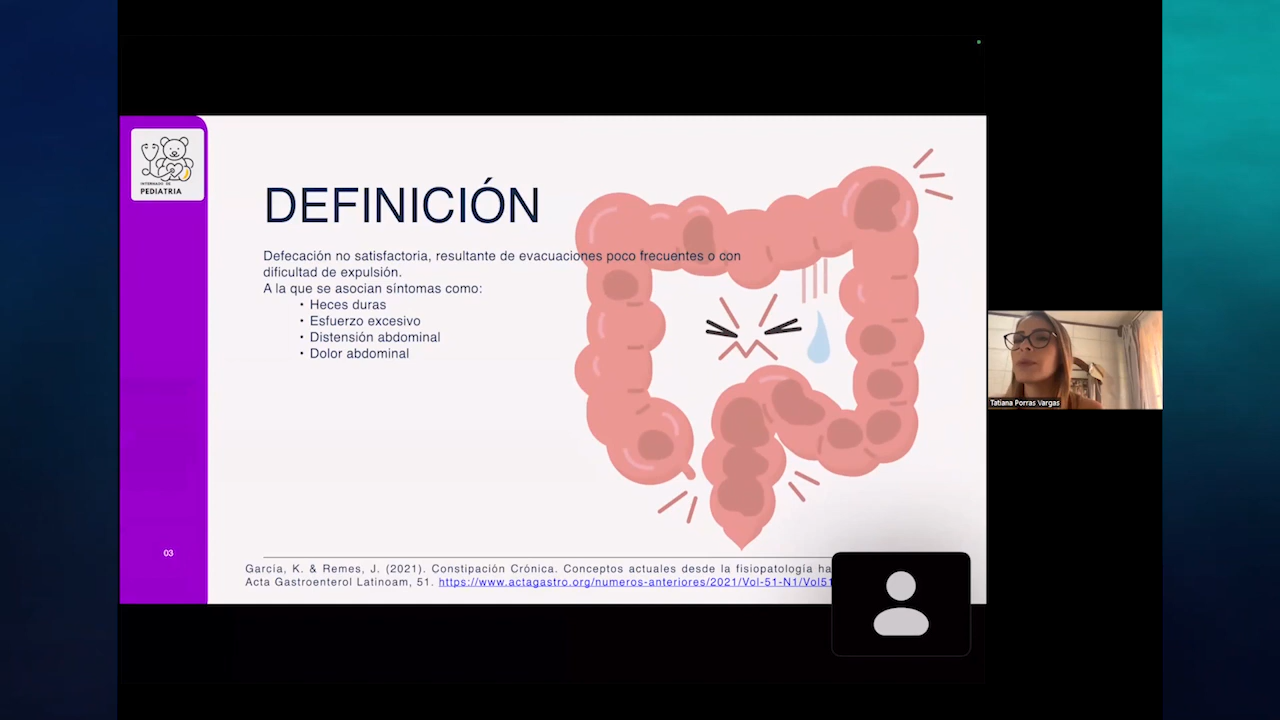 INTERNADO DE
PEDIATRIA
DEFINICIÓN
Defecación no satisfactoria, resultante de evacuaciones poco frecuentes o con
dificultad de expulsión.
A la que se asocian síntomas como:
• Heces duras
• Esfuerzo excesivo
• Distensión abdominal
• Dolor abdominal
Tatiana Porras Vargas
03
Garcia, K. & Remes, J. (2021). Constipación Crónica. Conceptos actuales desde la fisiopatología
Acta Gastroenterol Latinoam, 51. https://www.actagastro.org/numeros-anteriores/2021/Vol-51-N1/Vol51